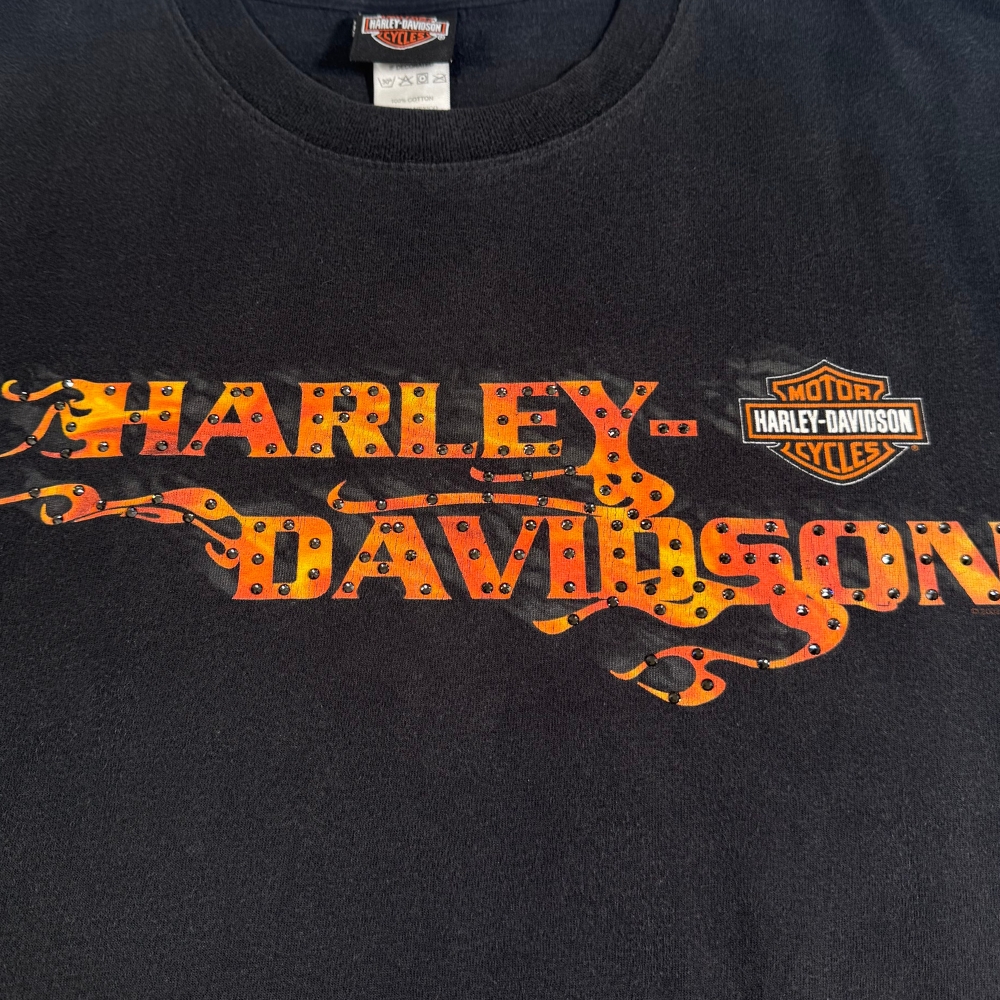 HARLEY-DAVIDSON
CYCLES
100% COTTON
HARLEY-
MOTOR
HARLEY-DAVIDSON
CYCLES
DAVIDSON